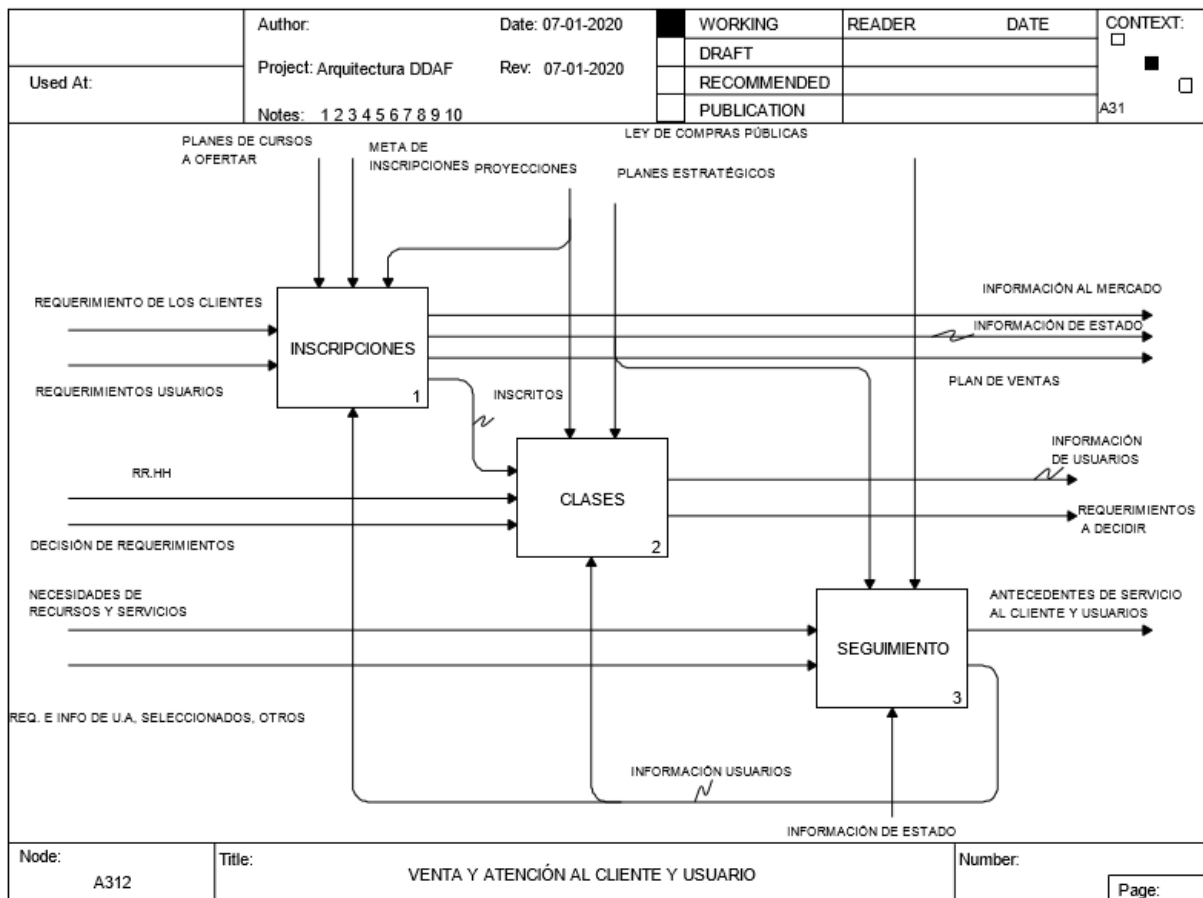 Used At:
Author:
Date: 07-01-2020
Project: Arquitectura DDAF
Rev: 07-01-2020
Notes: 1 2 3 4 5 6 7 8 9 10
WORKING
DRAFT
RECOMMENDED
PUBLICATION
READER
DATE
CONTEXT:
A31
PLANES DE CURSOS
A OFERTAR
META DE
INSCRIPCIONES
PROYECCIONES
LEY DE COMPRAS PÚBLICAS
PLANES ESTRATÉGICOS
REQUERIMIENTO DE LOS CLIENTES
REQUERIMIENTOS USUARIOS
INSCRIPCIONES
1
INFORMACIÓN AL MERCADO
INFORMACIÓN DE ESTADO
PLAN DE VENTAS
INSCRITOS
RR.HH
DECISIÓN DE REQUERIMIENTOS
CLASES
2
INFORMACIÓN
DE USUARIOS
REQUERIMIENTOS
A DECIDIR
NECESIDADES DE
RECURSOS Y SERVICIOS
REQ. E INFO DE U.A, SELECCIONADOS, OTROS
SEGUIMIENTO
3
ANTECEDENTES DE SERVICIO
AL CLIENTE Y USUARIOS
INFORMACIÓN USUARIOS
INFORMACIÓN DE ESTADO
Node:
A312
Title:
VENTA Y ATENCIÓN AL CLIENTE Y USUARIO
Number:
Page: